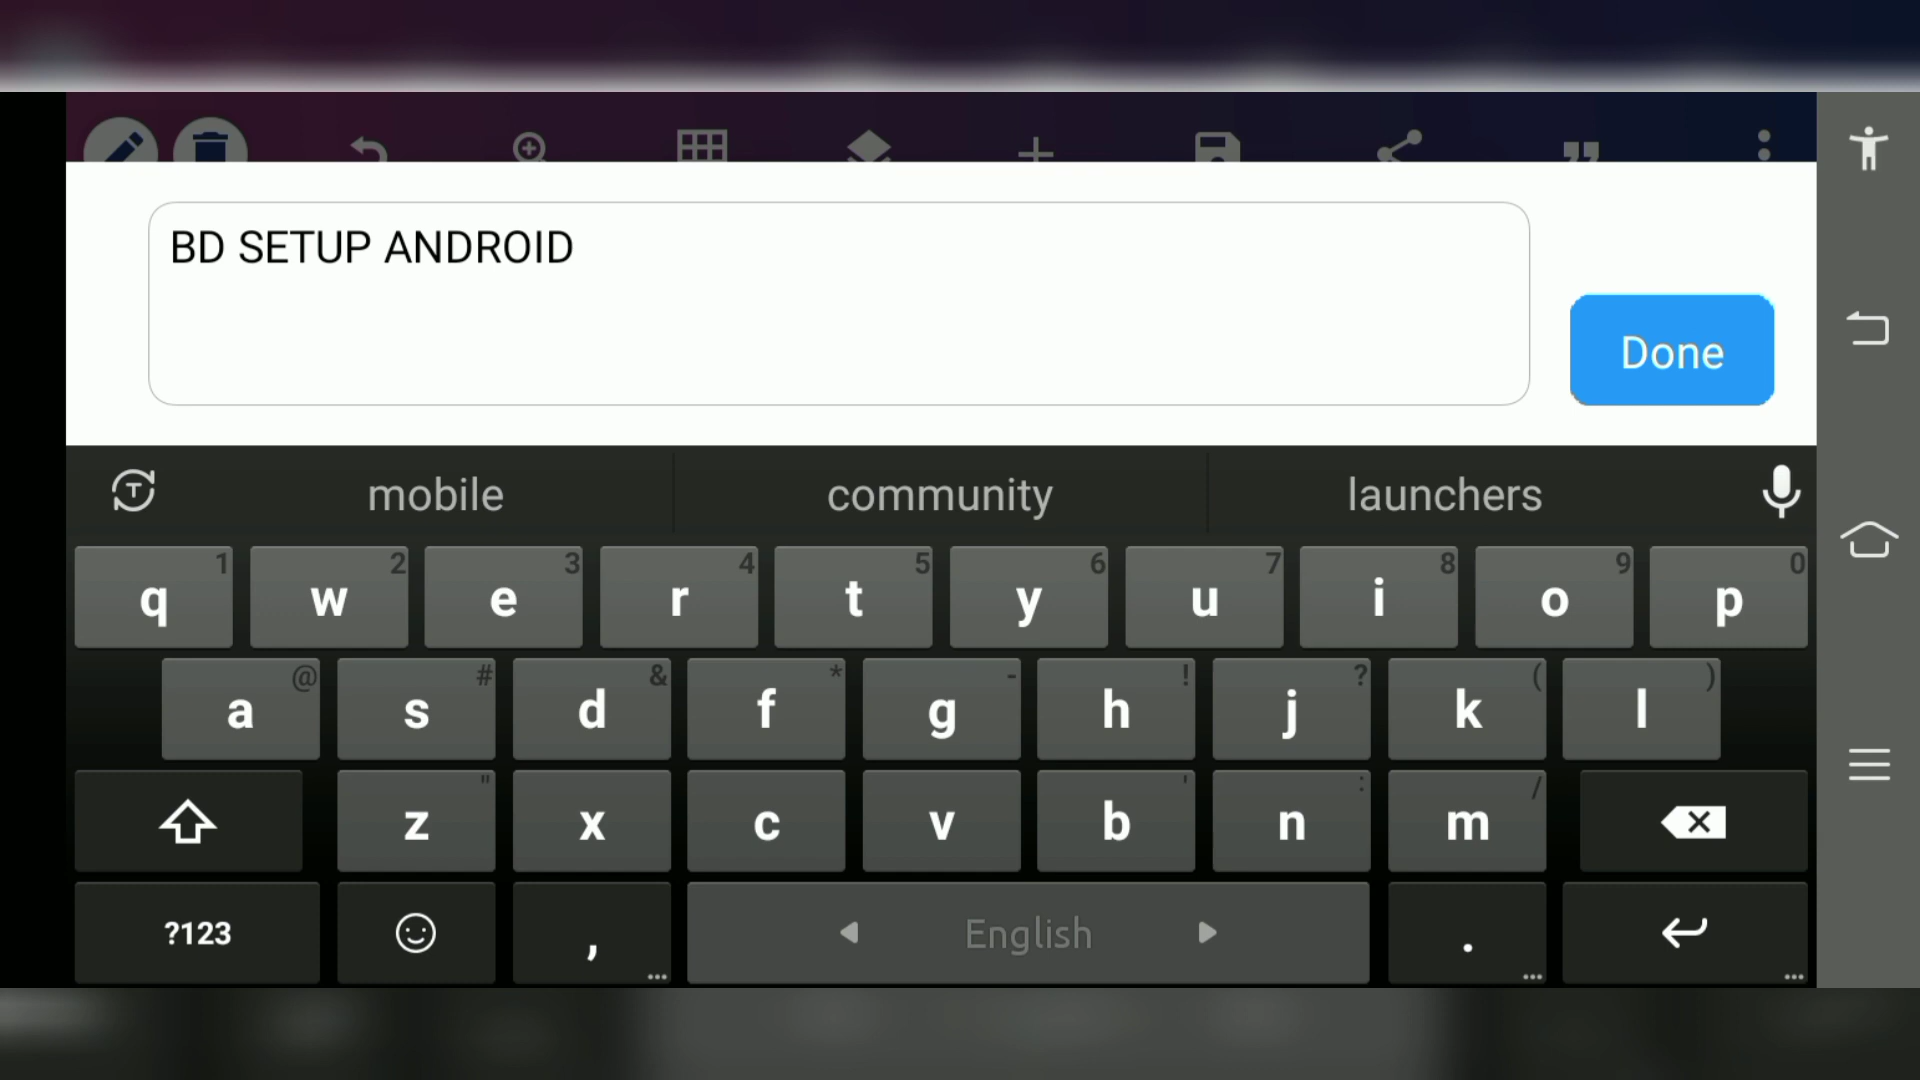 BD SETUP ANDROID
Done
T mobile community launchers
1 2 3 4 5 6 7 8 9 0
q w e r t y u i o p
@ # & * - ! ? ( )
a s d f g h j k l
" ' : /
z x c v b n m
?123 , English .